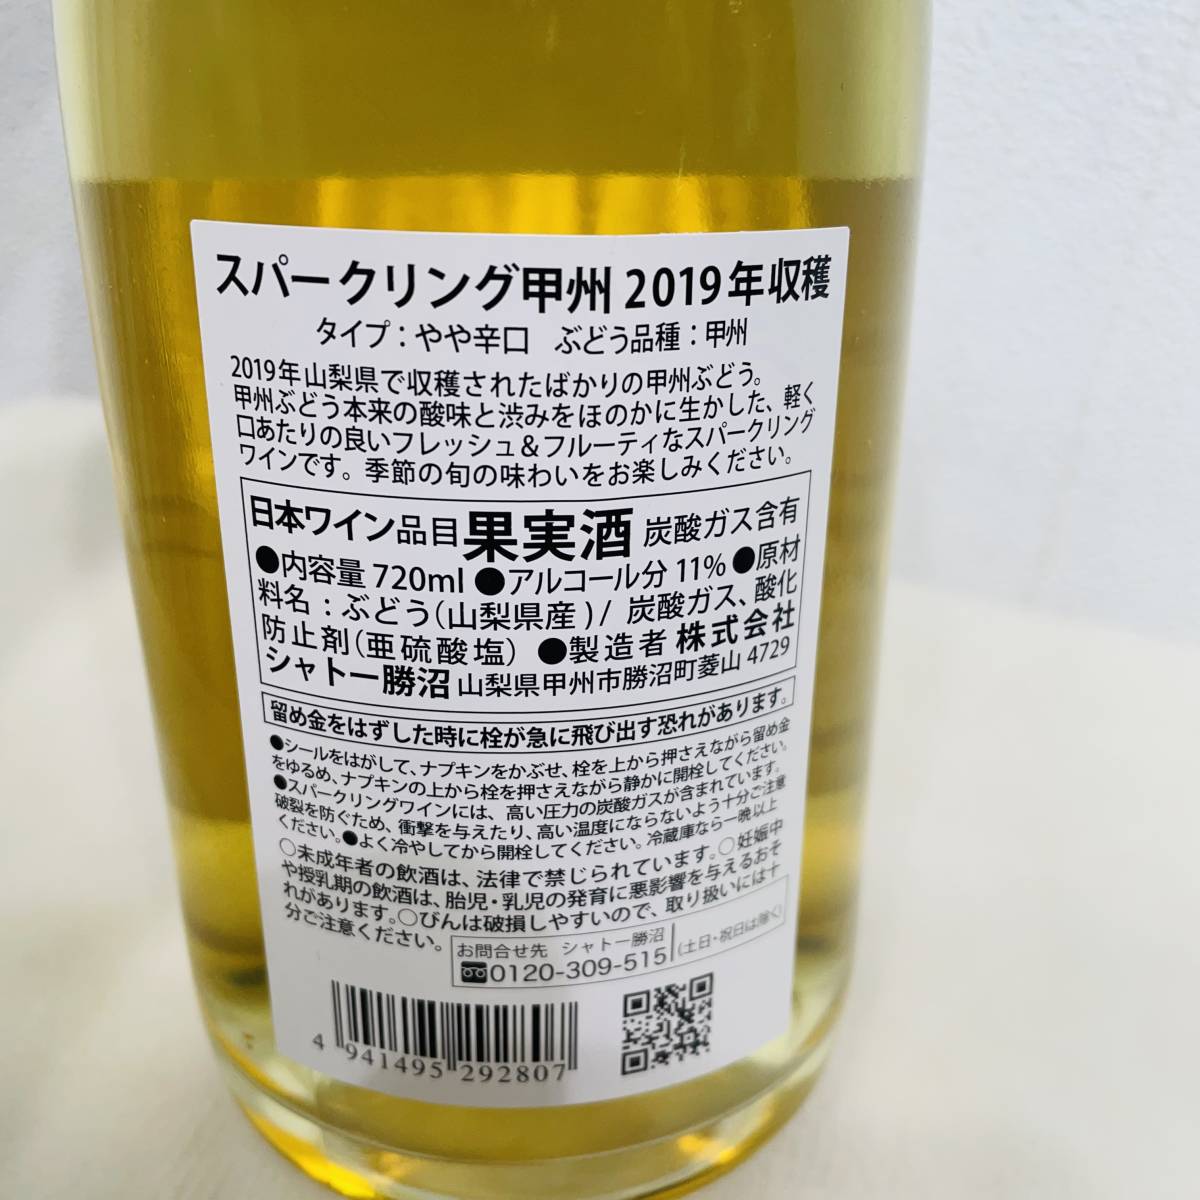 スパークリング甲州 2019年収穫
タイプ：やや辛口　ぶどう品種：甲州
2019年山梨県で収穫されたばかりの甲州ぶどう。
甲州ぶどう本来の酸味と渋みをほのかに生かした、軽く
口あたりの良いフレッシュ＆フルーティなスパークリング
ワインです。季節の旬の味わいをお楽しみください。
日本ワイン品目果実酒 炭酸ガス含有
●内容量 720ml ●アルコール分 11% ●原材
料名：ぶどう（山梨県産）/ 炭酸ガス、酸化
防止剤（亜硫酸塩） ●製造者 株式会社
シャトー勝沼 山梨県甲州市勝沼町菱山 4729
留め金をはずした時に栓が急に飛び出す恐れがあります。
●シールをはがして、ナプキンをかぶせ、栓を上から押さえながら留め金
をゆるめ、ナプキンの上から栓を押さえながら静かに開栓してください。
●スパークリングワインには、高い圧力の炭酸ガスが含まれています。
破裂を防ぐため、衝撃を与えたり、高い温度にならないよう十分ご注意
ください。●よく冷やしてから開栓してください。冷蔵庫なら一晩以上
○未成年者の飲酒は、法律で禁じられています。○妊娠中
や授乳期の飲酒は、胎児・乳児の発育に悪影響を与えるおそ
れがあります。○びんは破損しやすいので、取り扱いには十
分ご注意ください。
お問合せ先　シャトー勝沼
0120-309-515
(土日・祝日は除く)
4 941495 292807